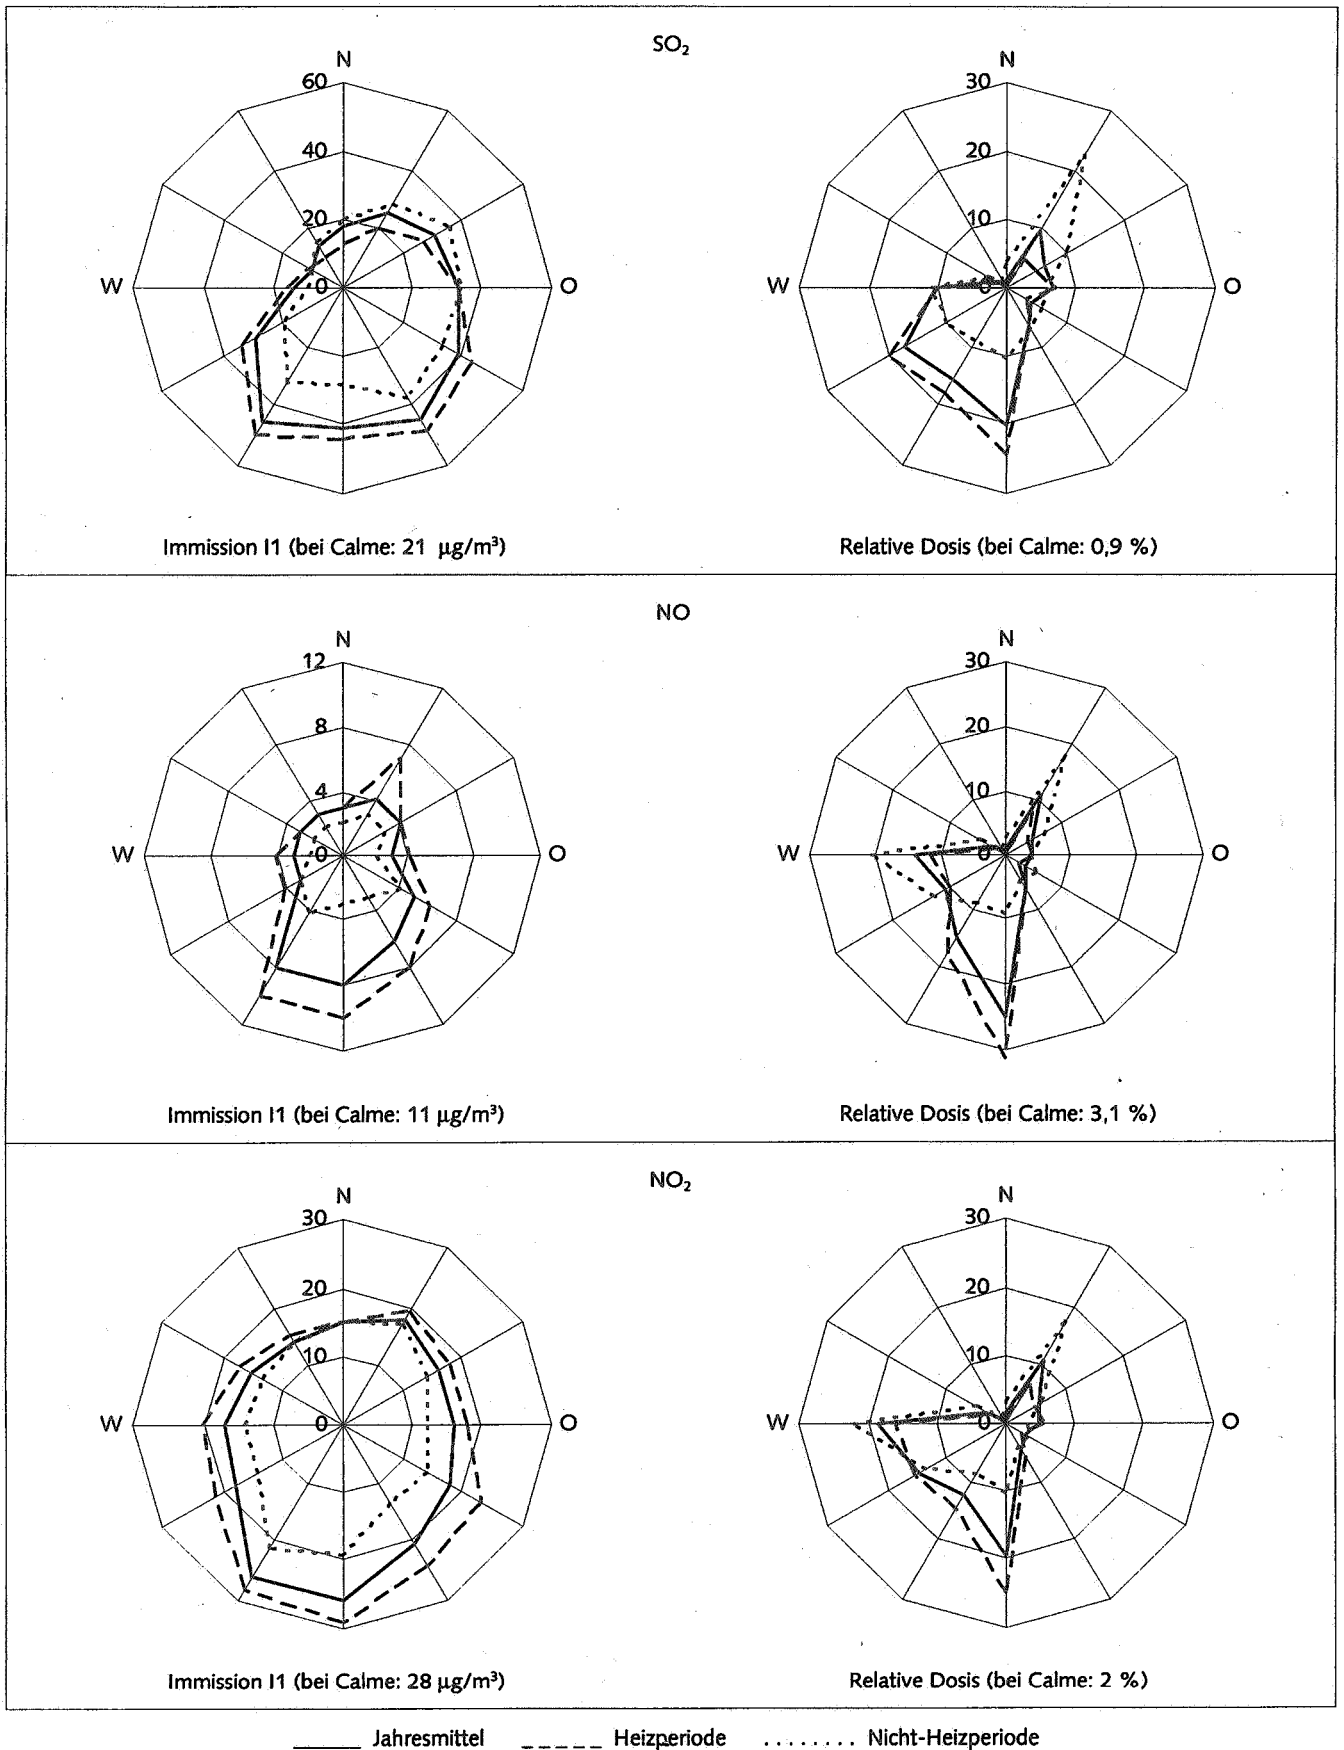 SO₂
N
60
40
20
0
W
O
Immission I1 (bei Calme: 21 µg/m³)
N
30
20
10
0
W
O
Relative Dosis (bei Calme: 0,9 %)
NO
N
12
8
4
0
W
O
Immission I1 (bei Calme: 11 µg/m³)
N
30
20
10
0
W
O
Relative Dosis (bei Calme: 3,1 %)
NO₂
N
30
20
10
0
W
O
Immission I1 (bei Calme: 28 µg/m³)
N
30
20
10
0
W
O
Relative Dosis (bei Calme: 2 %)
Jahresmittel Heizperiode Nicht-Heizperiode